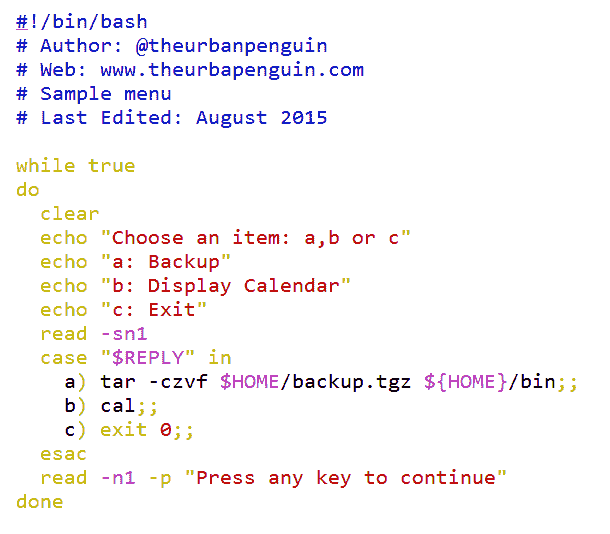 #!/bin/bash
# Author: @theurbanpenguin
# Web: www.theurbapenguin.com
# Sample menu
# Last Edited: August 2015

while true
do
  clear
  echo "Choose an item: a,b or c"
  echo "a: Backup"
  echo "b: Display Calendar"
  echo "c: Exit"
  read -sn1
  case "$REPLY" in
    a) tar -czvf $HOME/backup.tgz ${HOME}/bin;;
    b) cal;;
    c) exit 0;;
  esac
  read -n1 -p "Press any key to continue"
done